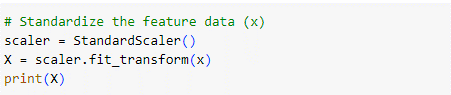 # Standardize the feature data (x)
scaler = StandardScaler()
X = scaler.fit_transform(x)
print(X)